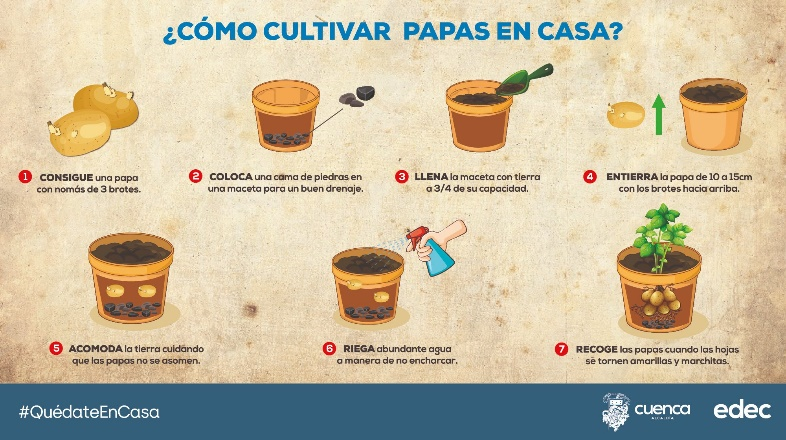 ¿CÓMO CULTIVAR PAPAS EN CASA?
1 CONSIGUE una papa
con nomás de 3 brotes.
2 COLOCA una cama de piedras en
una maceta para un buen drenaje.
3 LLENA la maceta con tierra
a 3/4 de su capacidad.
4 ENTIERRA la papa de 10 a 15cm
con los brotes hacia arriba.
5 ACOMODA la tierra cuidando
que las papas no se asomen.
6 RIEGA abundante agua
a manera de no encharcar.
7 RECOGE las papas cuando las hojas
se tornen amarillas y marchitas.
#QuédateEnCasa
cuenca
ALCALDÍA
edec